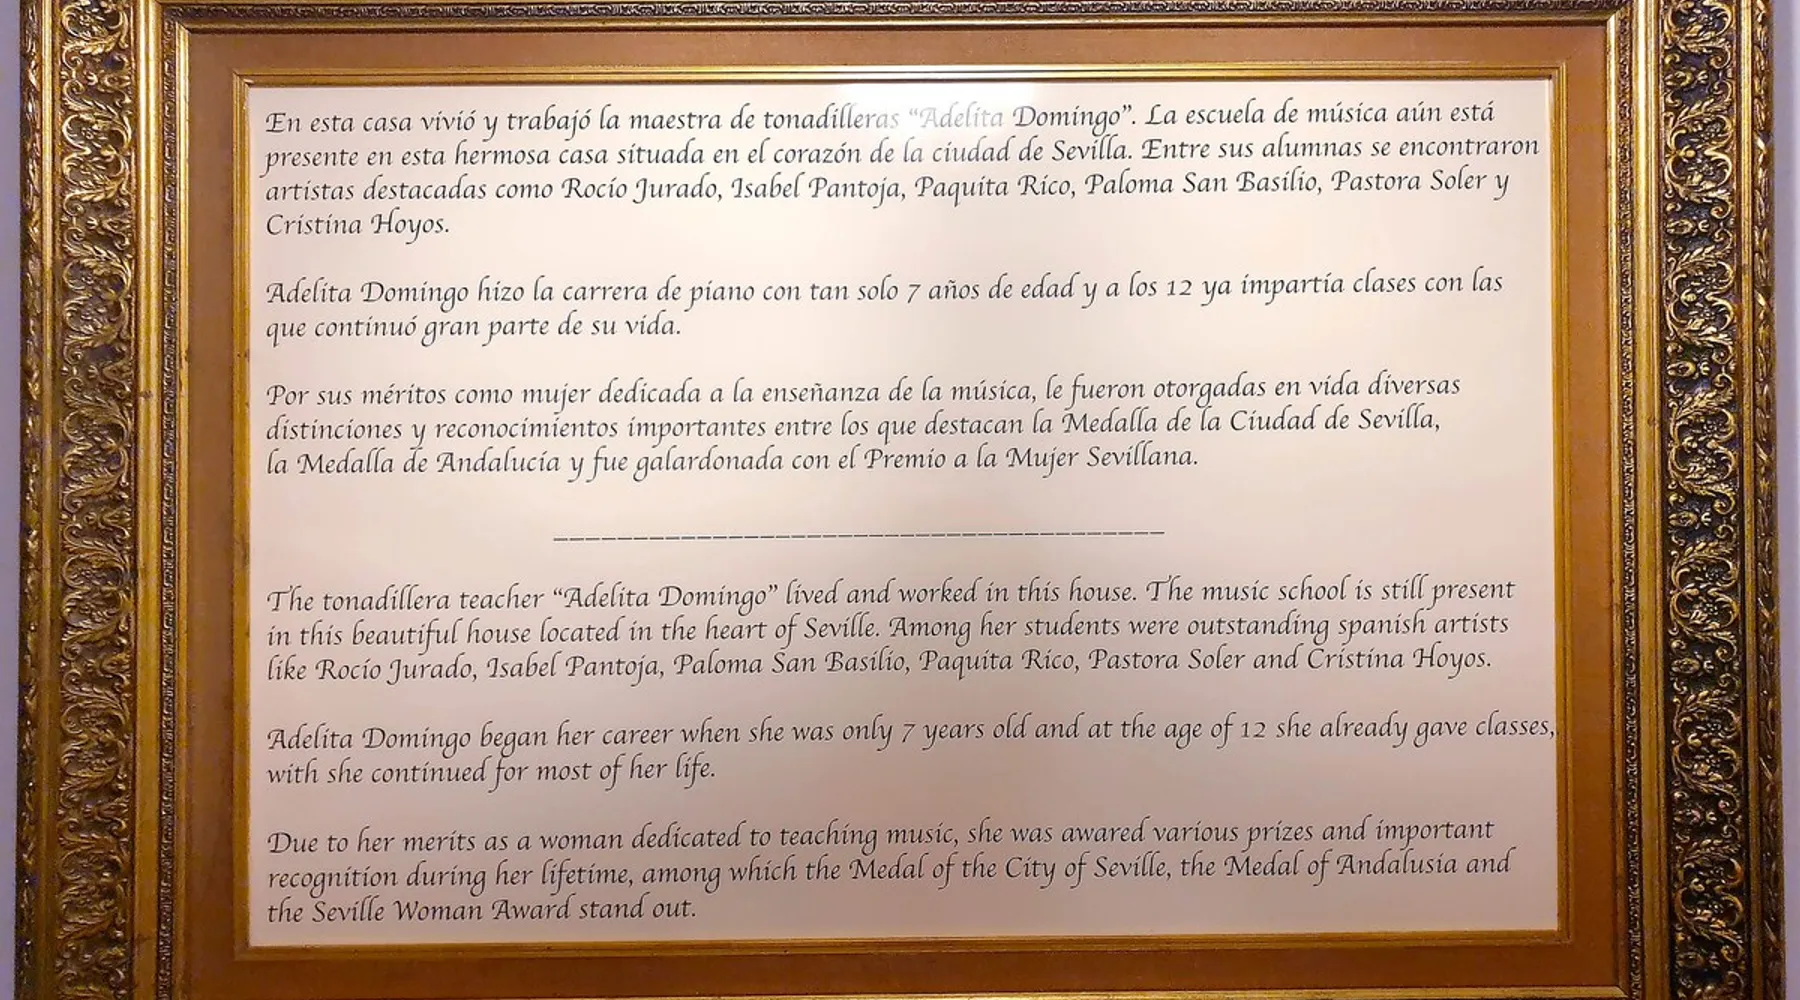 En esta casa vivió y trabajó la maestra de tonadilleras “Adelita Domingo”. La escuela de música aún está
presente en esta hermosa casa situada en el corazón de la ciudad de Sevilla. Entre sus alumnas se encontraron
artistas destacadas como Rocío Jurado, Isabel Pantoja, Paquita Rico, Paloma San Basilio, Pastora Soler y
Cristina Hoyos.
Adelita Domingo hizo la carrera de piano con tan solo 7 años de edad y a los 12 ya impartía clases con las
que continuó gran parte de su vida.
Por sus méritos como mujer dedicada a la enseñanza de la música, le fueron otorgadas en vida diversas
distinciones y reconocimientos importantes entre los que destacan la Medalla de la Ciudad de Sevilla,
la Medalla de Andalucía y fue galardonada con el Premio a la Mujer Sevillana.
The tonadillera teacher “Adelita Domingo” lived and worked in this house. The music school is still present
in this beautiful house located in the heart of Seville. Among her students were outstanding spanish artists
like Rocío Jurado, Isabel Pantoja, Paloma San Basilio, Paquita Rico, Pastora Soler and Cristina Hoyos.
Adelita Domingo began her career when she was only 7 years old and at the age of 12 she already gave classes,
with she continued for most of her life.
Due to her merits as a woman dedicated to teaching music, she was awared various prizes and important
recognition during her lifetime, among which the Medal of the City of Seville, the Medal of Andalusia and
the Seville Woman Award stand out.